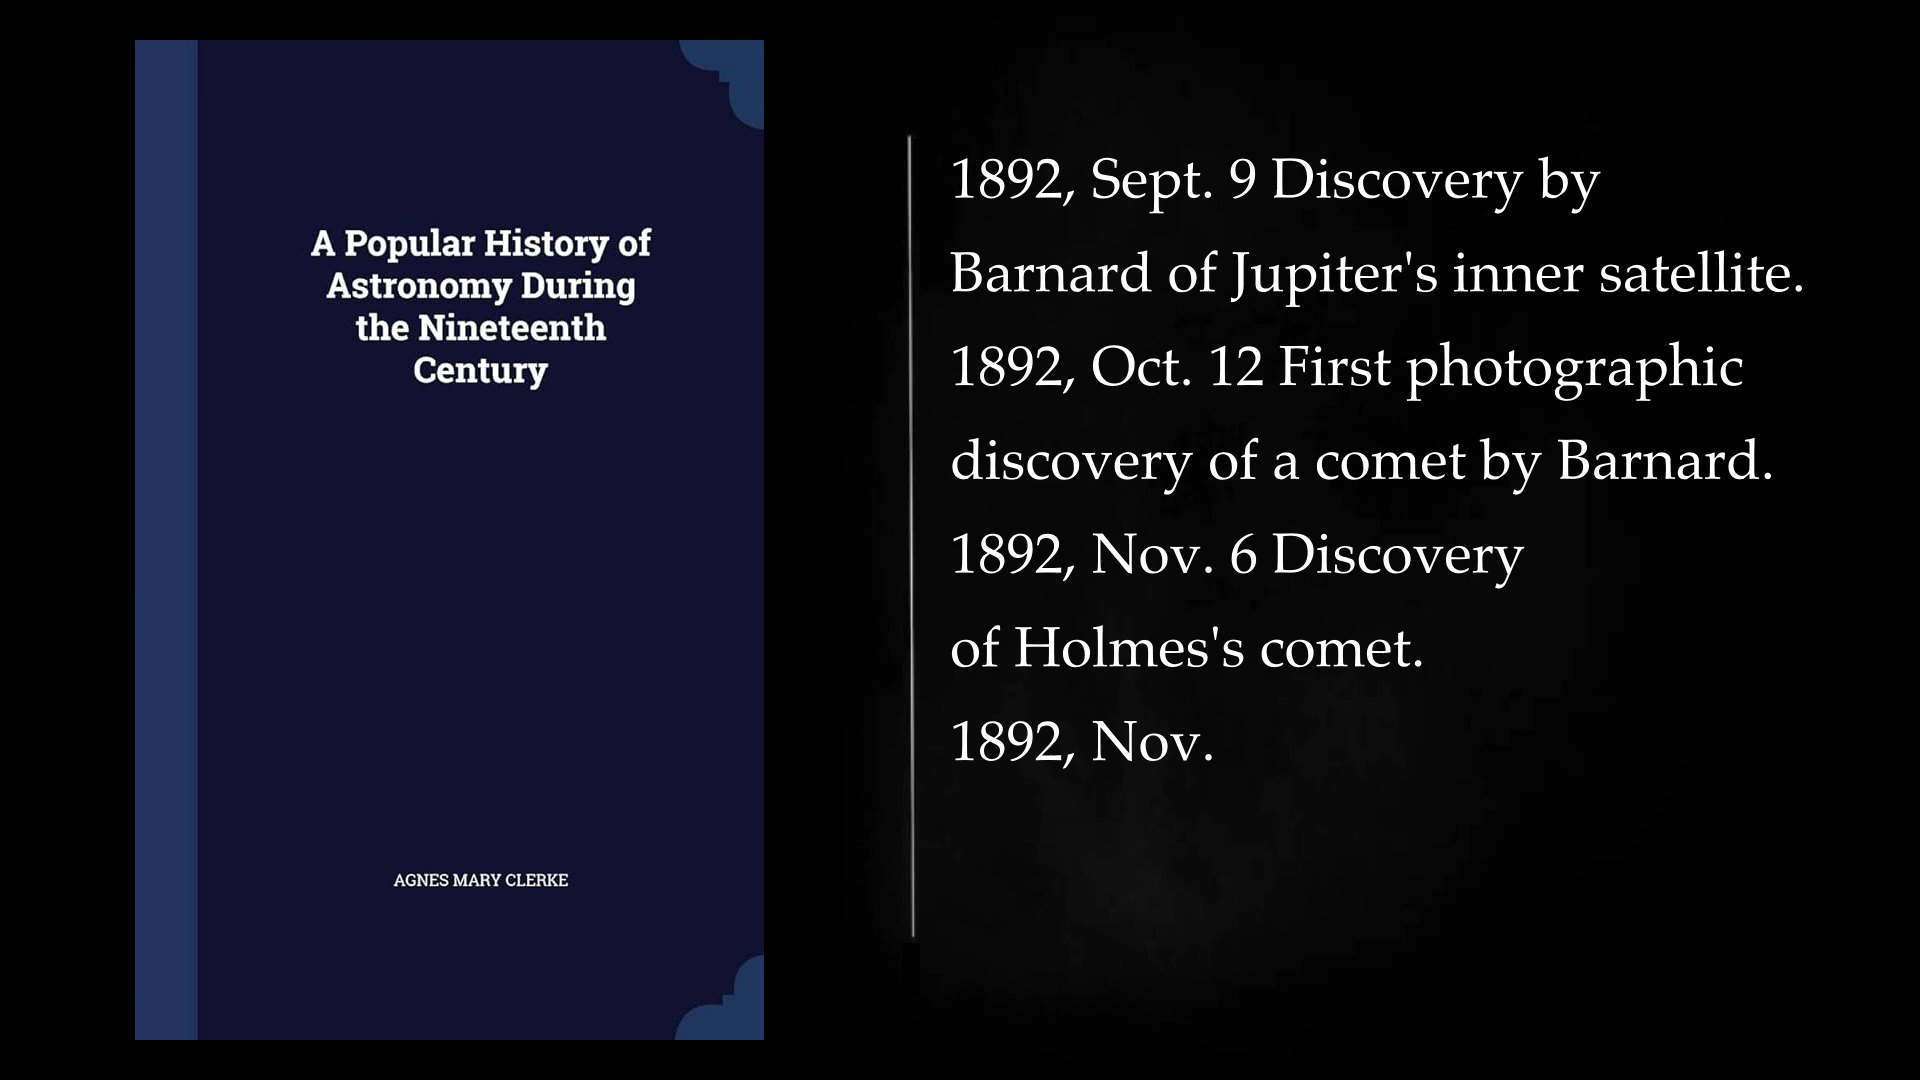 A Popular History of
Astronomy During
the Nineteenth
Century
AGNES MARY CLERKE
1892, Sept. 9 Discovery by
Barnard of Jupiter's inner satellite.
1892, Oct. 12 First photographic
discovery of a comet by Barnard.
1892, Nov. 6 Discovery
of Holmes's comet.
1892, Nov.